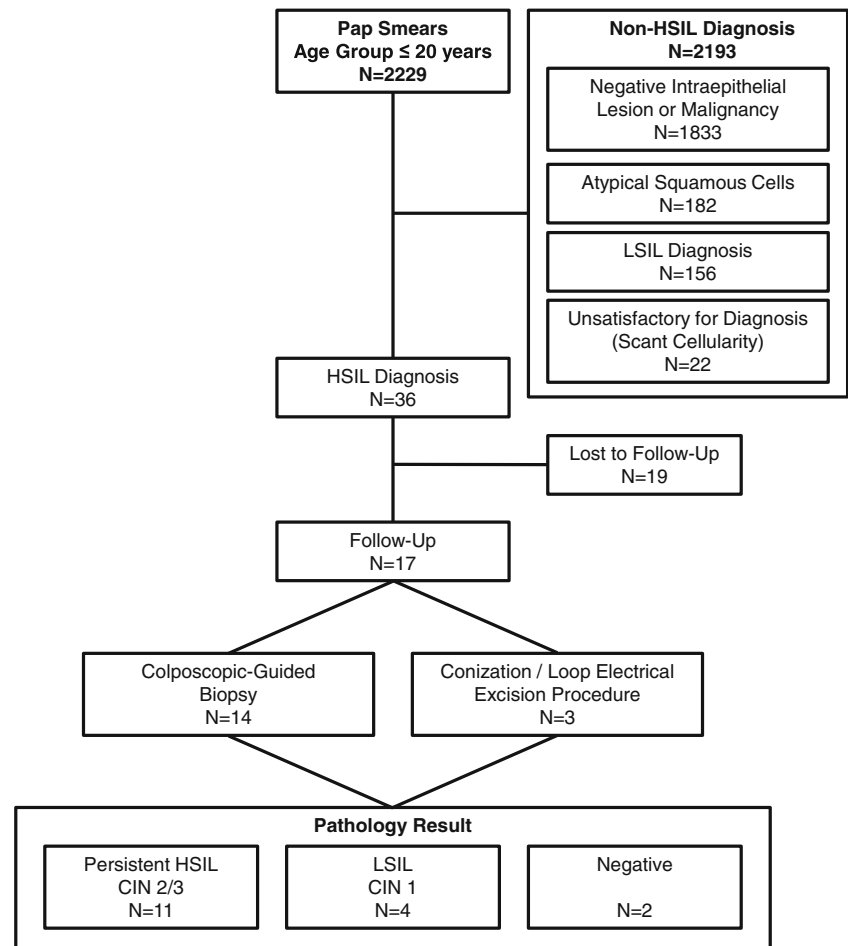 Pap Smears
Age Group ≤ 20 years
N=2229
Non-HSIL Diagnosis
N=2193
Negative Intraepithelial
Lesion or Malignancy
N=1833
Atypical Squamous Cells
N=182
LSIL Diagnosis
N=156
Unsatisfactory for Diagnosis
(Scant Cellularity)
N=22
HSIL Diagnosis
N=36
Lost to Follow-Up
N=19
Follow-Up
N=17
Colposcopic-Guided
Biopsy
N=14
Conization / Loop Electrical
Excision Procedure
N=3
Pathology Result
Persistent HSIL
CIN 2/3
N=11
LSIL
CIN 1
N=4
Negative
N=2